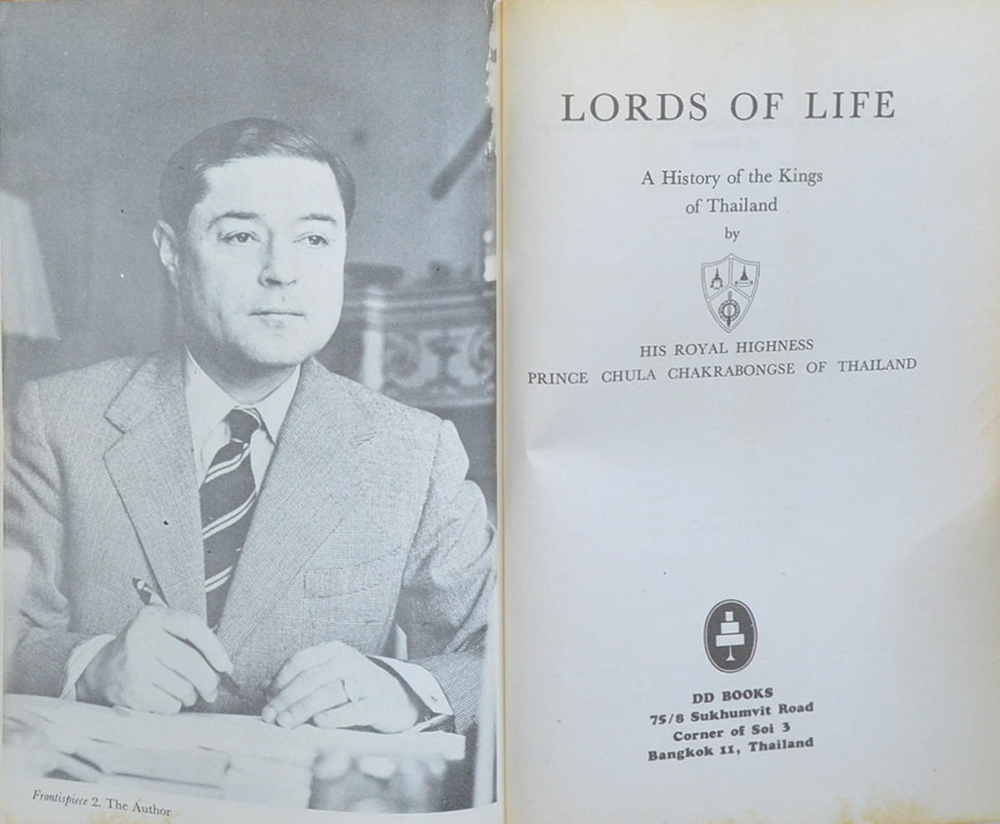 Frontispiece 2. The Author
LORDS OF LIFE
A History of the Kings
of Thailand
by
HIS ROYAL HIGHNESS
PRINCE CHULA CHAKRABONGSE OF THAILAND
DD BOOKS
75/8 Sukhumvit Road
Corner of Soi 3
Bangkok 11, Thailand